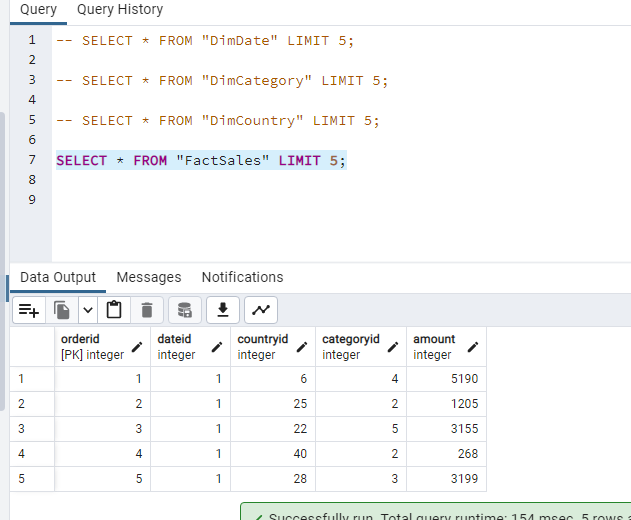 Query Query History
1 -- SELECT * FROM "DimDate" LIMIT 5;
2
3 -- SELECT * FROM "DimCategory" LIMIT 5;
4
5 -- SELECT * FROM "DimCountry" LIMIT 5;
6
7 SELECT * FROM "FactSales" LIMIT 5;
8
9
Data Output Messages Notifications
orderid dateid countryid categoryid amount
[PK] integer integer integer integer integer
1 1 1 6 4 5190
2 2 1 25 2 1205
3 3 1 22 5 3155
4 4 1 40 2 268
5 5 1 28 3 3199
✓ Successfully run. Total query runtime: 154 msec. 5 rows